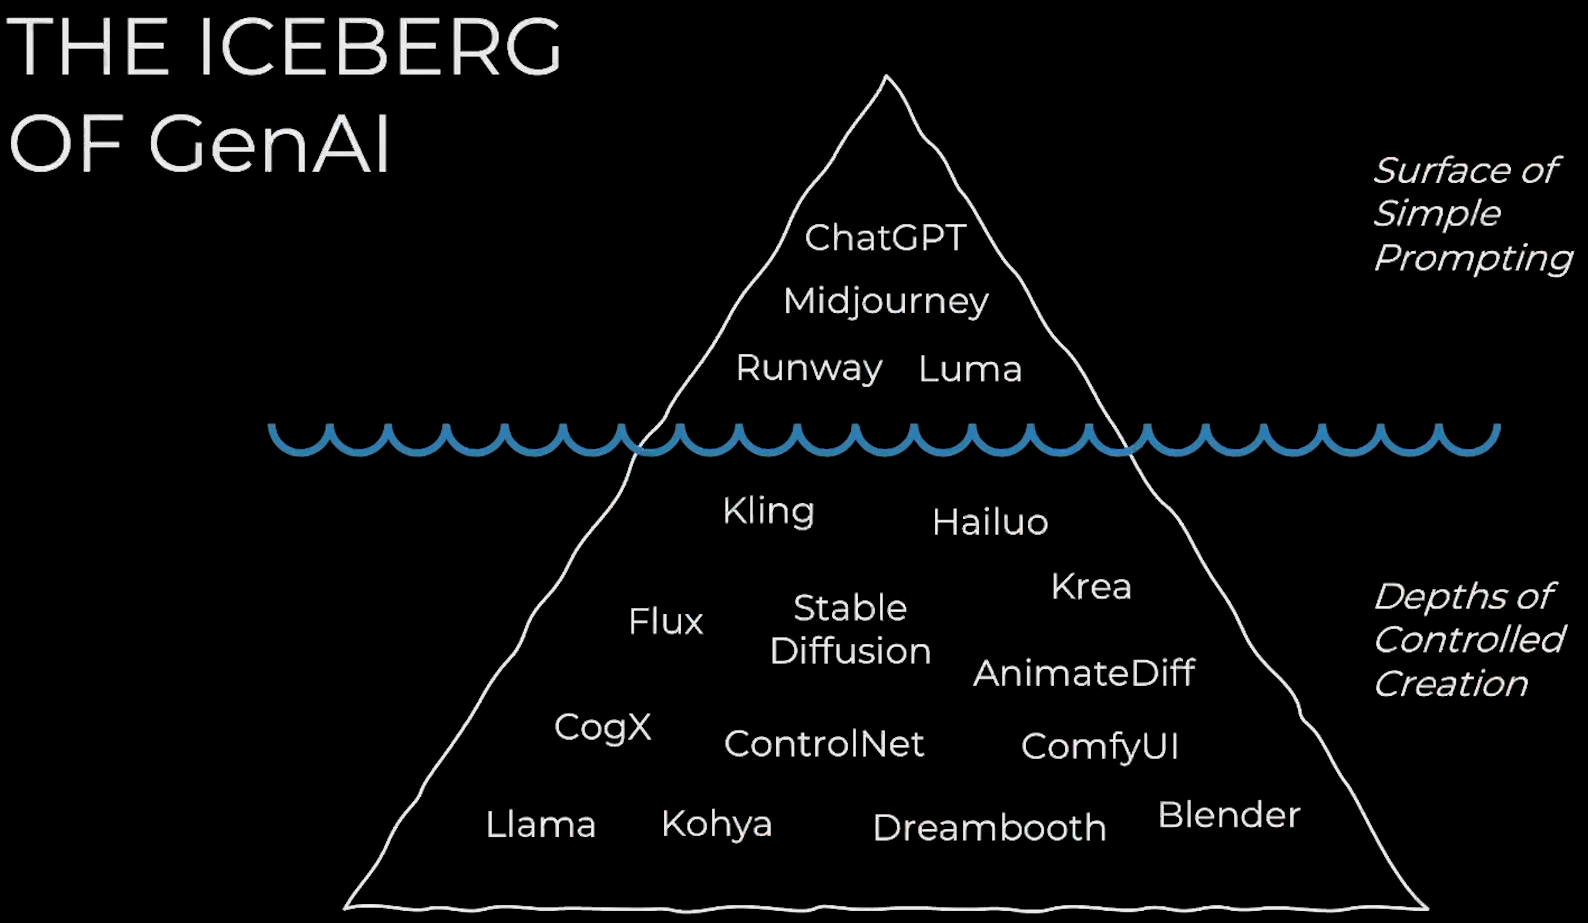 THE ICEBERG
OF GenAI
Surface of
Simple
Prompting
ChatGPT
Midjourney
Runway Luma
Kling Hailuo
Krea
Flux
Stable
Diffusion
AnimateDiff
Depths of
Controlled
Creation
CogX ControlNet ComfyUI
Llama Kohya Dreambooth Blender